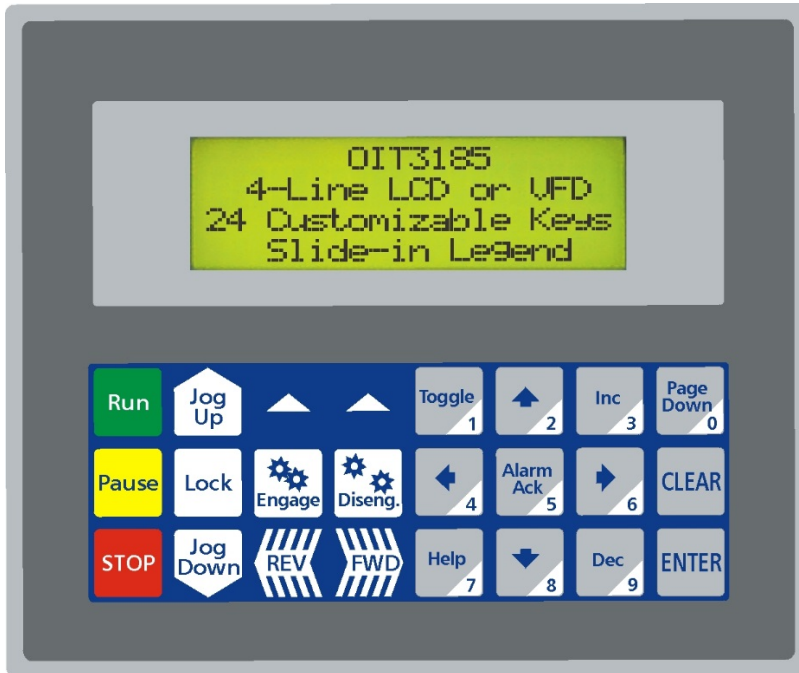 OIT3185
4-Line LCD or VFD
24 Customizable Keys
Slide-in Legend
Run
Jog
Up
Toggle
1
2
Inc
3
Page
Down
0
Pause
Lock
Engage
Diseng.
4
Alarm
Ack
5
6
CLEAR
STOP
Jog
Down
REV
FWD
Help
7
8
Dec
9
ENTER